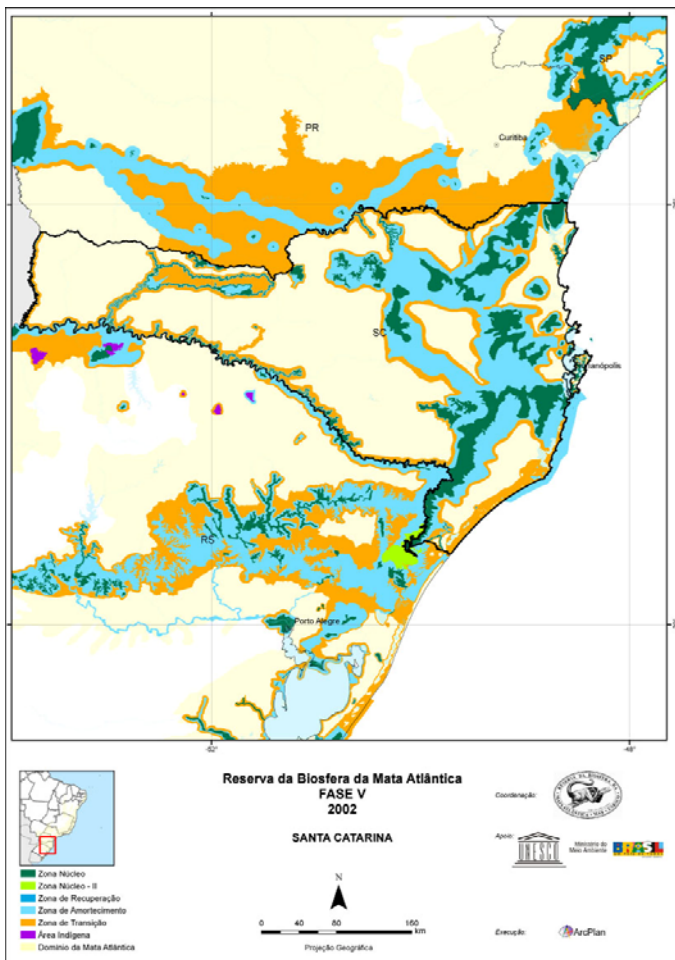 SP
PR
Curitiba
SC
RS
Porto Alegre
-52°
-48°
Reserva da Biosfera da Mata Atlântica
FASE V
2002
SANTA CATARINA
Coordenação:
Apoio:
UNESCO
Ministério do
Meio Ambiente
BRASIL
Zona Núcleo
Zona Núcleo - II
Zona de Recuperação
Zona de Amortecimento
Zona de Transição
Área Indígena
Domínio da Mata Atlântica
N
0 20 40 80 160
km
Projeção Geográfica
Execução:
ArcPlan